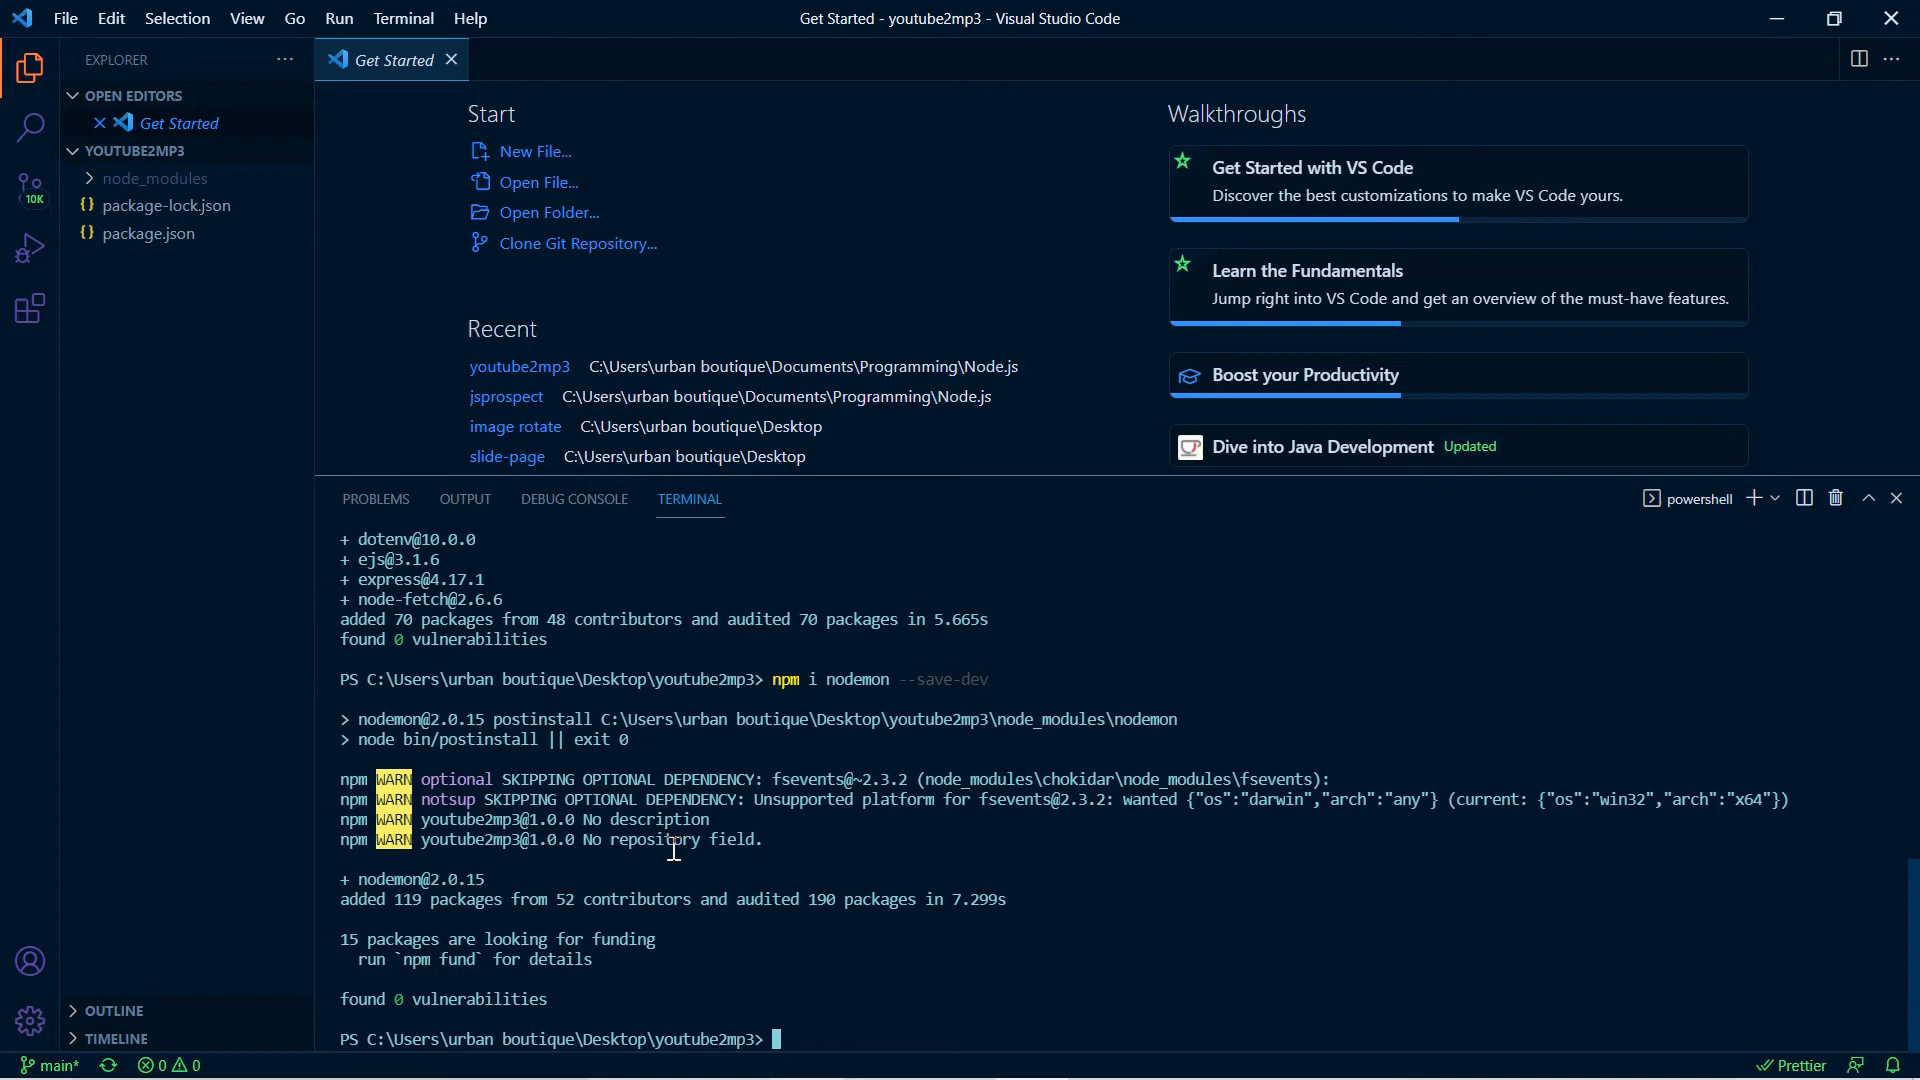 File Edit Selection View Go Run Terminal Help
Get Started - youtube2mp3 - Visual Studio Code
EXPLORER
OPEN EDITORS
Get Started
YOUTUBE2MP3
node_modules
{} package-lock.json
{} package.json
10K
OUTLINE
TIMELINE
Get Started
Start
New File...
Open File...
Open Folder...
Clone Git Repository...
Recent
youtube2mp3 C:\Users\urban boutique\Documents\Programming\Node.js
jsprospect C:\Users\urban boutique\Documents\Programming\Node.js
image rotate C:\Users\urban boutique\Desktop
slide-page C:\Users\urban boutique\Desktop
Walkthroughs
Get Started with VS Code
Discover the best customizations to make VS Code yours.
Learn the Fundamentals
Jump right into VS Code and get an overview of the must-have features.
Boost your Productivity
Dive into Java Development Updated
PROBLEMS OUTPUT DEBUG CONSOLE TERMINAL
powershell
+ dotenv@10.0.0
+ ejs@3.1.6
+ express@4.17.1
+ node-fetch@2.6.6
added 70 packages from 48 contributors and audited 70 packages in 5.665s
found 0 vulnerabilities
PS C:\Users\urban boutique\Desktop\youtube2mp3> npm i nodemon --save-dev
> nodemon@2.0.15 postinstall C:\Users\urban boutique\Desktop\youtube2mp3\node_modules\nodemon
> node bin/postinstall || exit 0
npm WARN optional SKIPPING OPTIONAL DEPENDENCY: fsevents@~2.3.2 (node_modules\chokidar\node_modules\fsevents):
npm WARN notsup SKIPPING OPTIONAL DEPENDENCY: Unsupported platform for fsevents@2.3.2: wanted {"os":"darwin","arch":"any"} (current: {"os":"win32","arch":"x64"})
npm WARN youtube2mp3@1.0.0 No description
npm WARN youtube2mp3@1.0.0 No repository field.
+ nodemon@2.0.15
added 119 packages from 52 contributors and audited 190 packages in 7.299s
15 packages are looking for funding
run `npm fund` for details
found 0 vulnerabilities
PS C:\Users\urban boutique\Desktop\youtube2mp3>
main* 0 0
Prettier